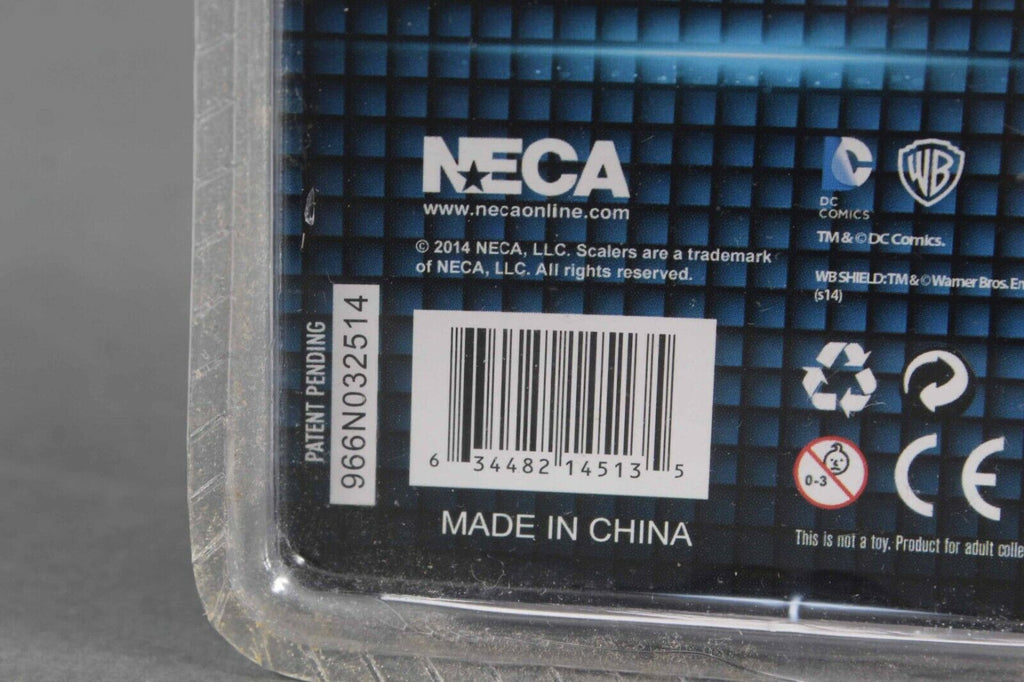 NECA
www.necaonline.com
© 2014 NECA, LLC. Scalers are a trademark
of NECA, LLC. All rights reserved.
DC
COMICS
WB
TM & © DC Comics.
WB SHIELD: TM & © Warner Bros. En
(s14)
PATENT PENDING
966N032514
6 34482 14513 5
MADE IN CHINA
0-3
CE
This is not a toy. Product for adult colle